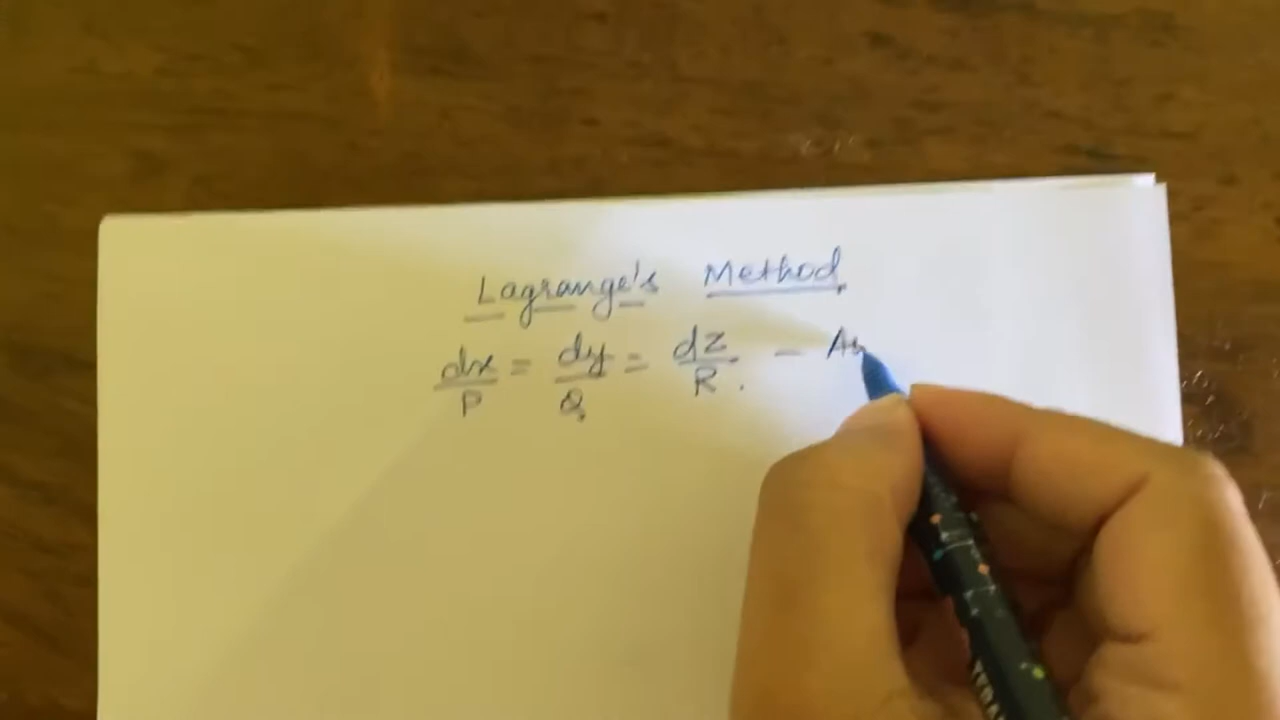 Lagrange's Method.
dx/P = dy/Q = dz/R. -